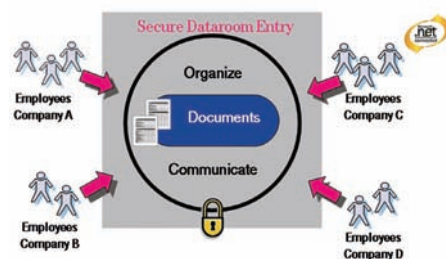 Secure Dataroom Entry
.net
Organize
Employees
Company A
Documents
Employees
Company C
Communicate
Employees
Company B
Employees
Company D